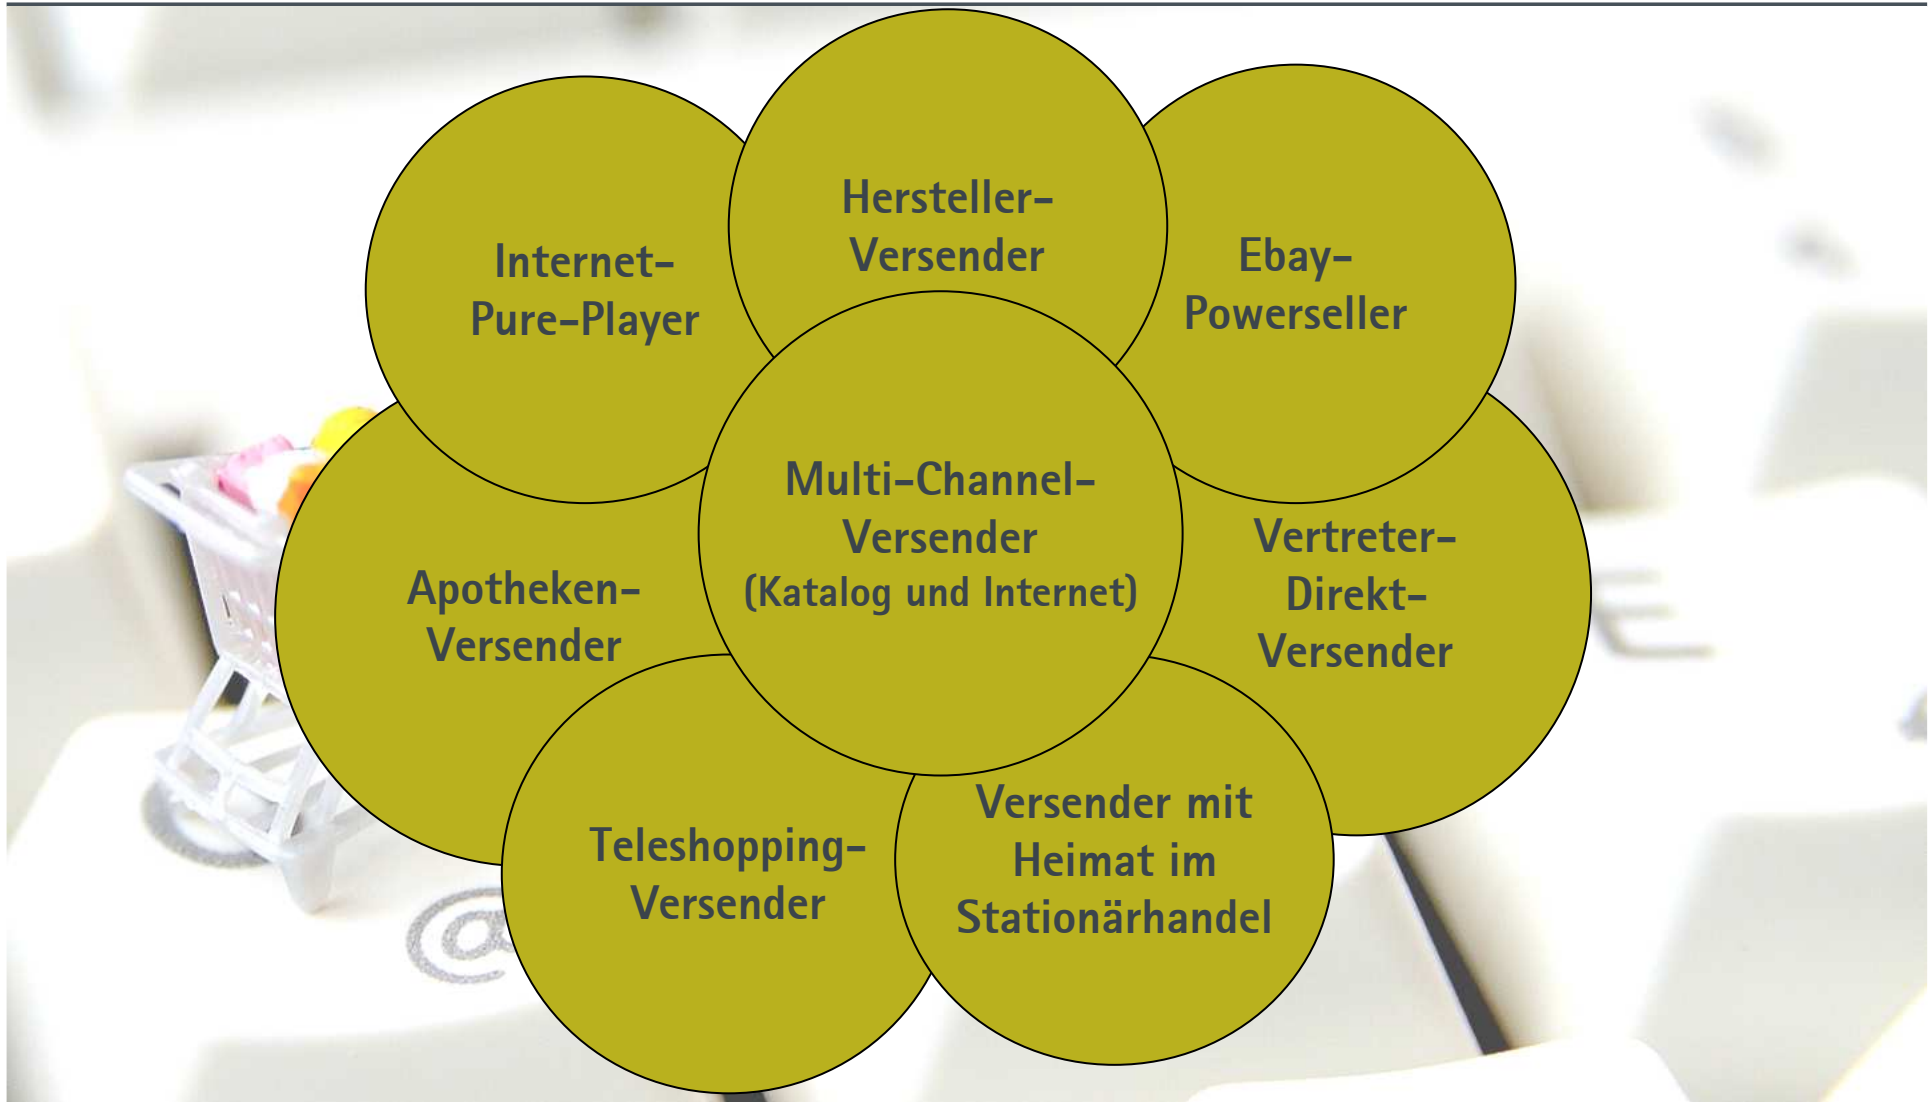 Hersteller-
Versender
Internet-
Pure-Player
Ebay-
Powerseller
Multi-Channel-
Versender
(Katalog und Internet)
Apotheken-
Versender
Vertreter-
Direkt-
Versender
Teleshopping-
Versender
Versender mit
Heimat im
Stationärhandel
@